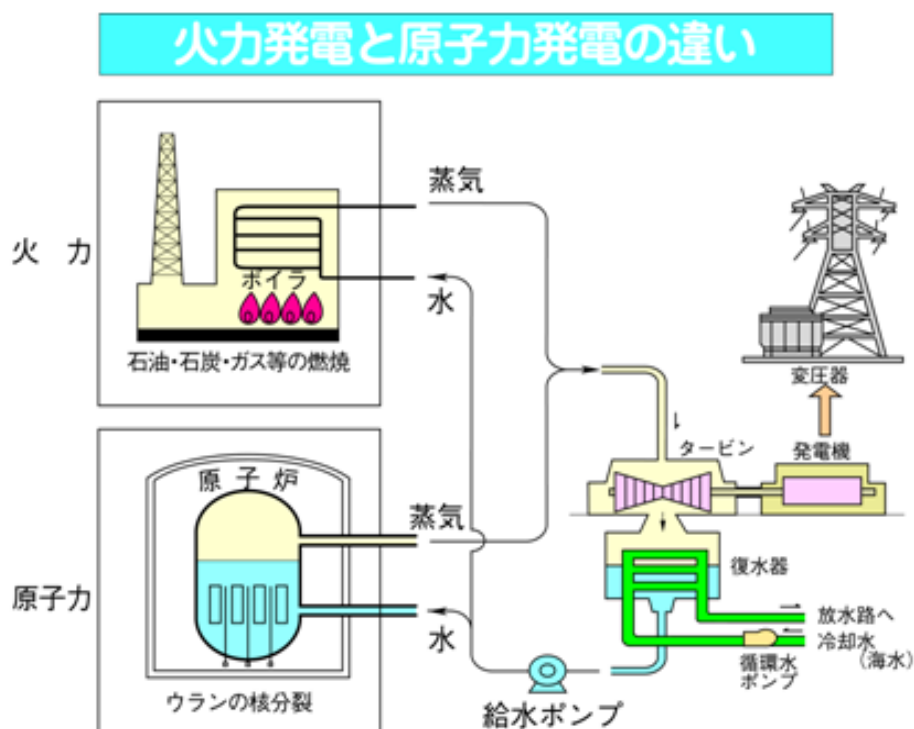 火力発電と原子力発電の違い
火 力
ボイラ
石油・石炭・ガス等の燃焼
蒸気
水
原子力
原 子 炉
ウランの核分裂
蒸気
水
タービン
発電機
変圧器
復水器
放水路へ
冷却水
(海水)
循環水
ポンプ
給水ポンプ